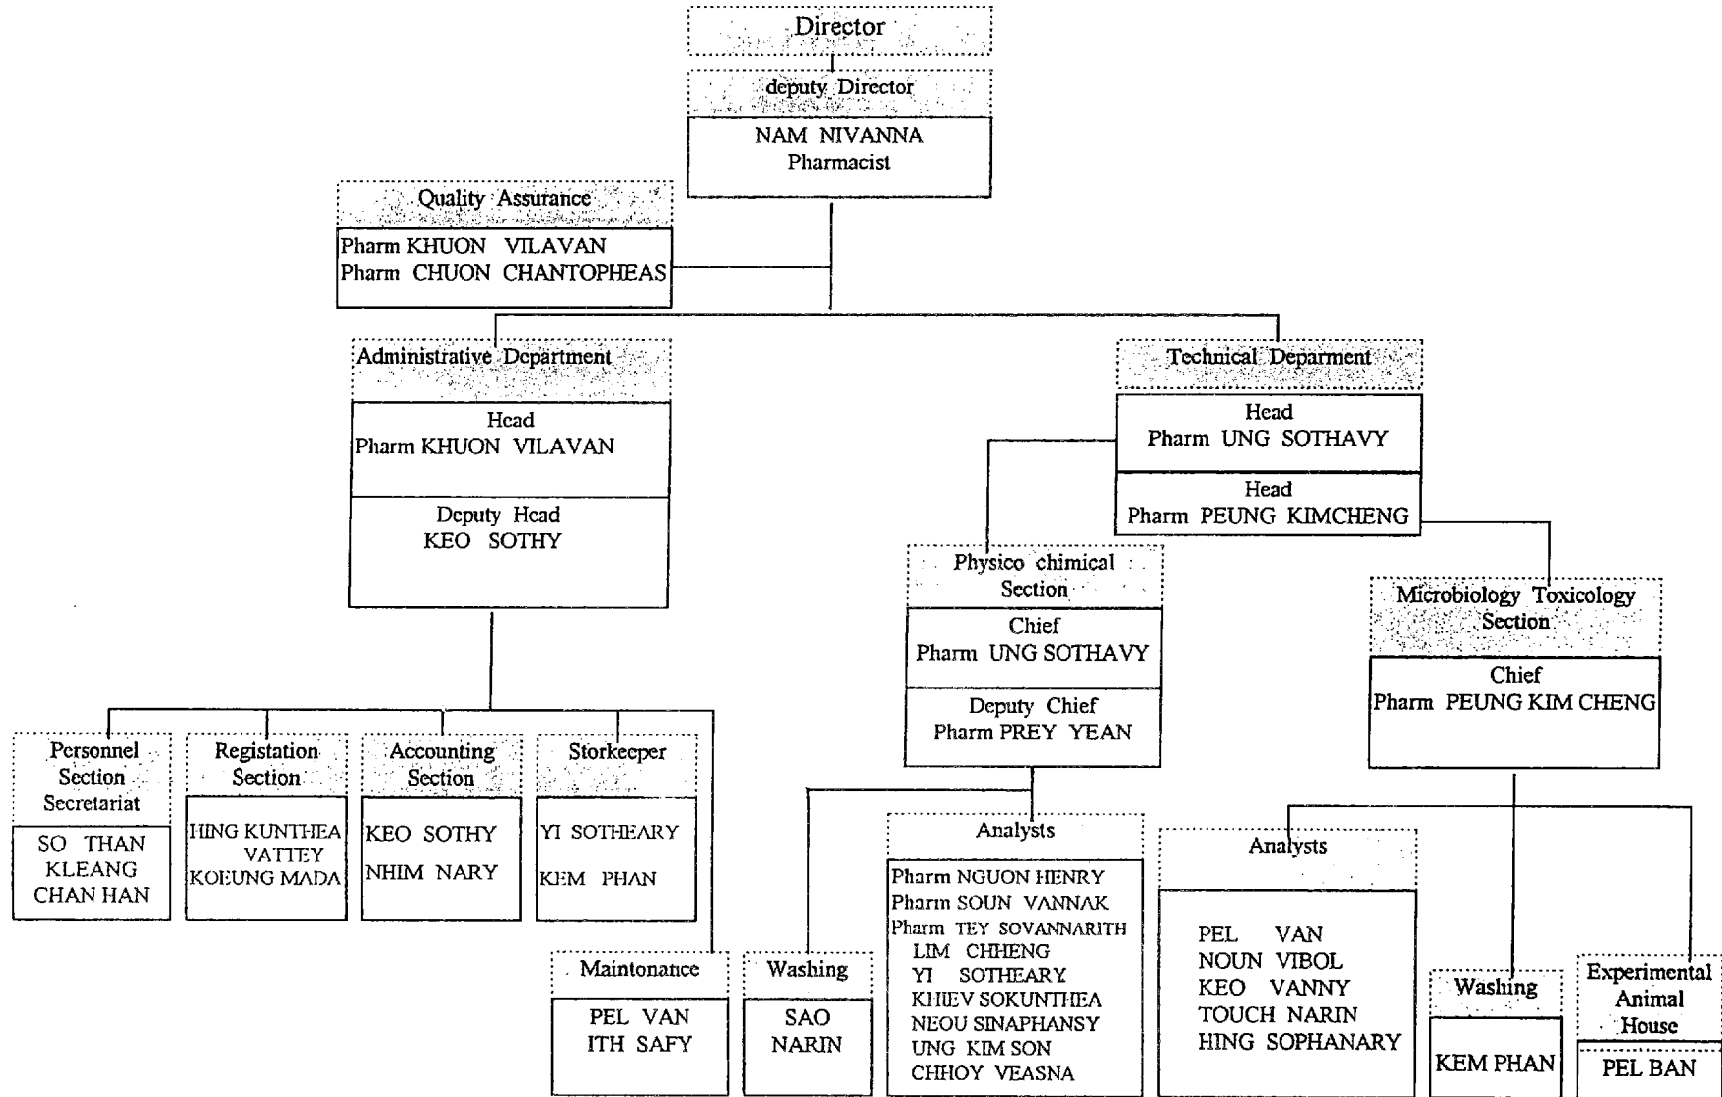 Director
deputy Director
NAM NIVANNA
Pharmacist
Quality Assurance
Pharm KHUON VILAVAN
Pharm CHUON CHANTOPHEAS
Administrative Department
Head
Pharm KHUON VILAVAN
Deputy Head
KEO SOTHY
Technical Deparment
Head
Pharm UNG SOTHAVY
Head
Pharm PEUNG KIMCHENG
Physico chimical
Section
Chief
Pharm UNG SOTHAVY
Deputy Chief
Pharm PREY YEAN
Microbiology Toxicology
Section
Chief
Pharm PEUNG KIM CHENG
Personnel
Section
Secretariat
SO THAN
KLEANG
CHAN HAN
Registation
Section
HING KUNTHEA
VATTEY
KOEUNG MADA
Accounting
Section
KEO SOTHY
NHIM NARY
Storkeeper
YI SOTHEARY
KEM PHAN
Maintonance
PEL VAN
ITH SAFY
Washing
SAO
NARIN
Analysts
Pharm NGUON HENRY
Pharm SOUN VANNAK
Pharm TEY SOVANNARITH
LIM CHHENG
YI SOTHEARY
KHIEV SOKUNTHEA
NEOU SINAPHANSY
UNG KIM SON
CHHOY VEASNA
Analysts
PEL VAN
NOUN VIBOL
KEO VANNY
TOUCH NARIN
HING SOPHANARY
Washing
KEM PHAN
Experimental
Animal
House
PEL BAN